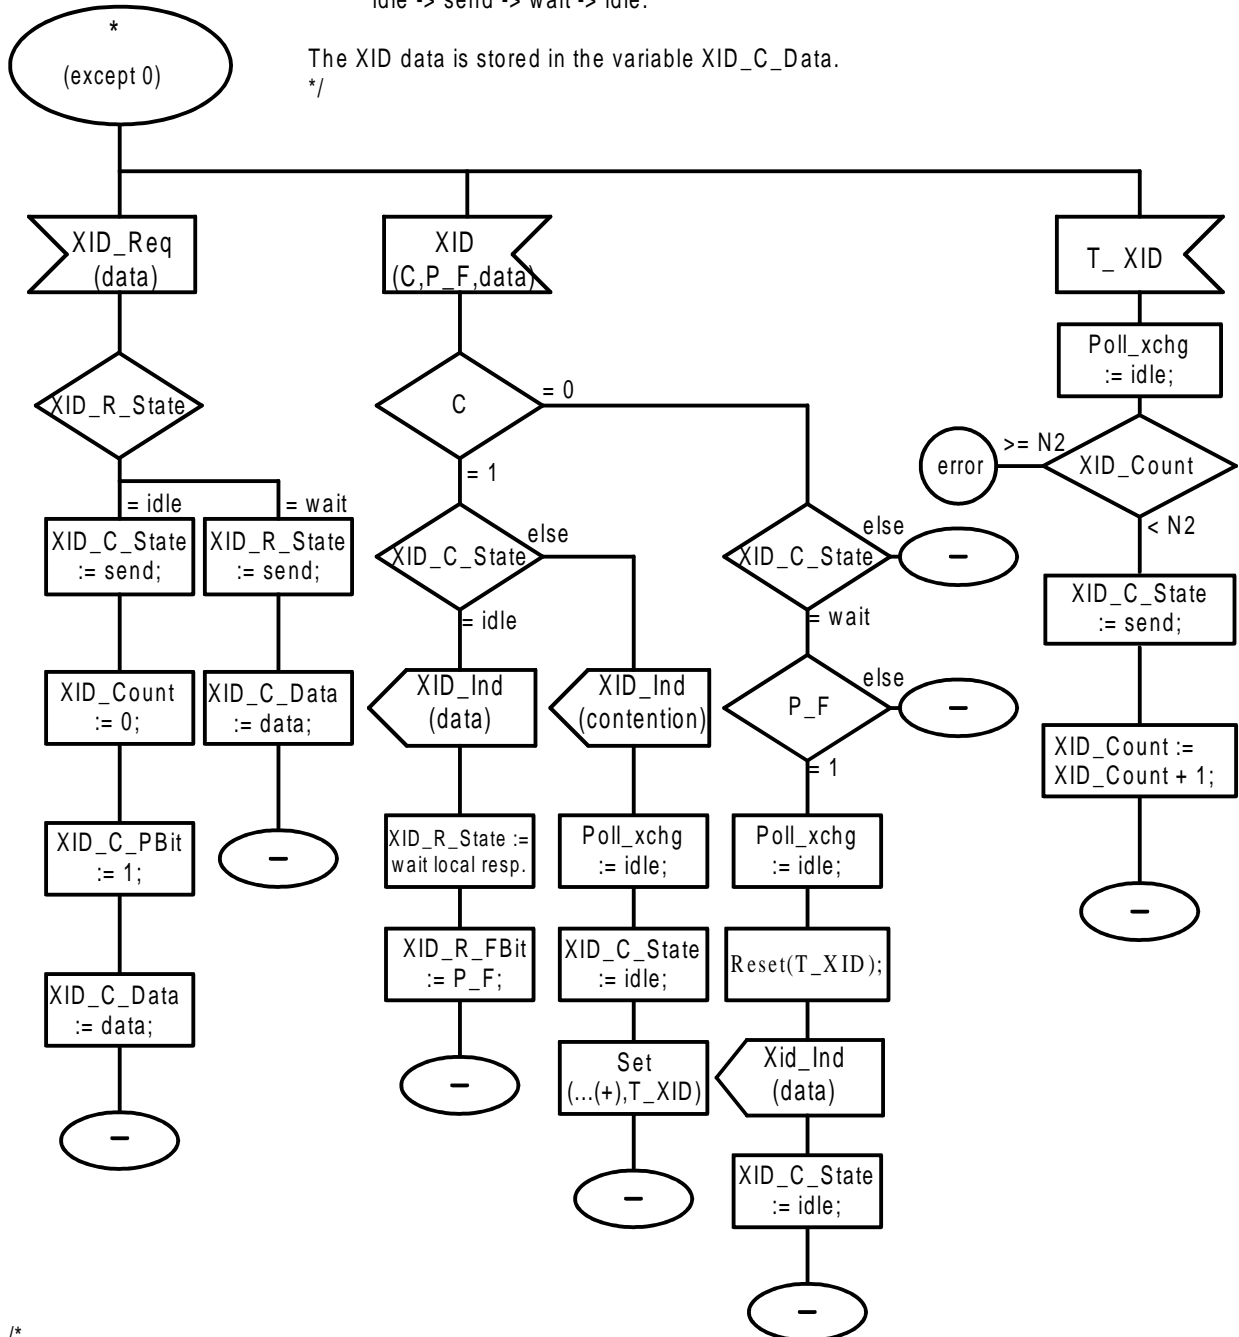 idle -> send -> wait -> idle.
The XID data is stored in the variable XID_C_Data.
*/
*
(except 0)
XID_Req
(data)
XID
(C,P_F,data)
T_ XID
Poll_xchg
:= idle;
XID_R_State
C
= 0
= 1
error
>= N2
XID_Count
< N2
= idle
= wait
XID_C_State
:= send;
XID_R_State
:= send;
XID_C_State
else
= idle
XID_C_State
else
–
= wait
XID_C_State
:= send;
XID_Count
:= 0;
XID_C_Data
:= data;
XID_Ind
(data)
XID_Ind
(contention)
P_F
else
–
= 1
XID_Count :=
XID_Count + 1;
XID_C_PBit
:= 1;
–
XID_R_State :=
wait local resp.
Poll_xchg
:= idle;
Poll_xchg
:= idle;
–
XID_C_Data
:= data;
XID_R_FBit
:= P_F;
XID_C_State
:= idle;
Reset(T_XID);
–
–
Set
(...(+),T_XID)
Xid_Ind
(data)
–
XID_C_State
:= idle;
–
/*